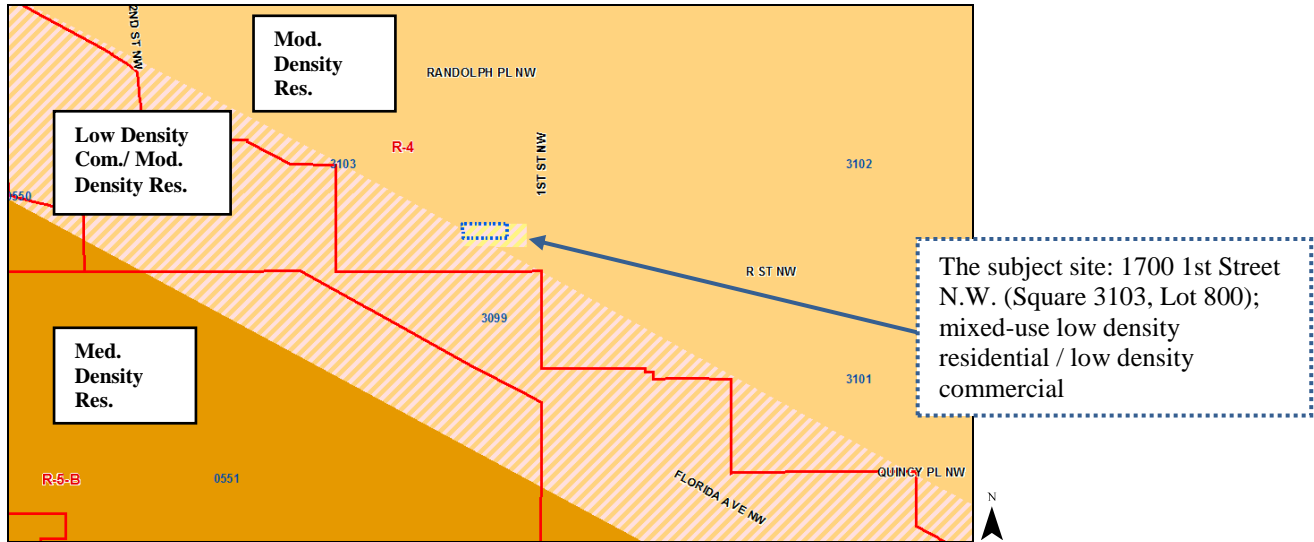 2ND ST NW
Mod.
Density
Res.
RANDOLPH PL NW
Low Density
Com./ Mod.
Density Res.
R-4
3103
1ST ST NW
3102
0550
The subject site: 1700 1st Street
N.W. (Square 3103, Lot 800);
mixed-use low density
residential / low density
commercial
R ST NW
3099
Med.
Density
Res.
3101
R-5-B
0551
FLORIDA AVE NW
QUINCY PL NW
N